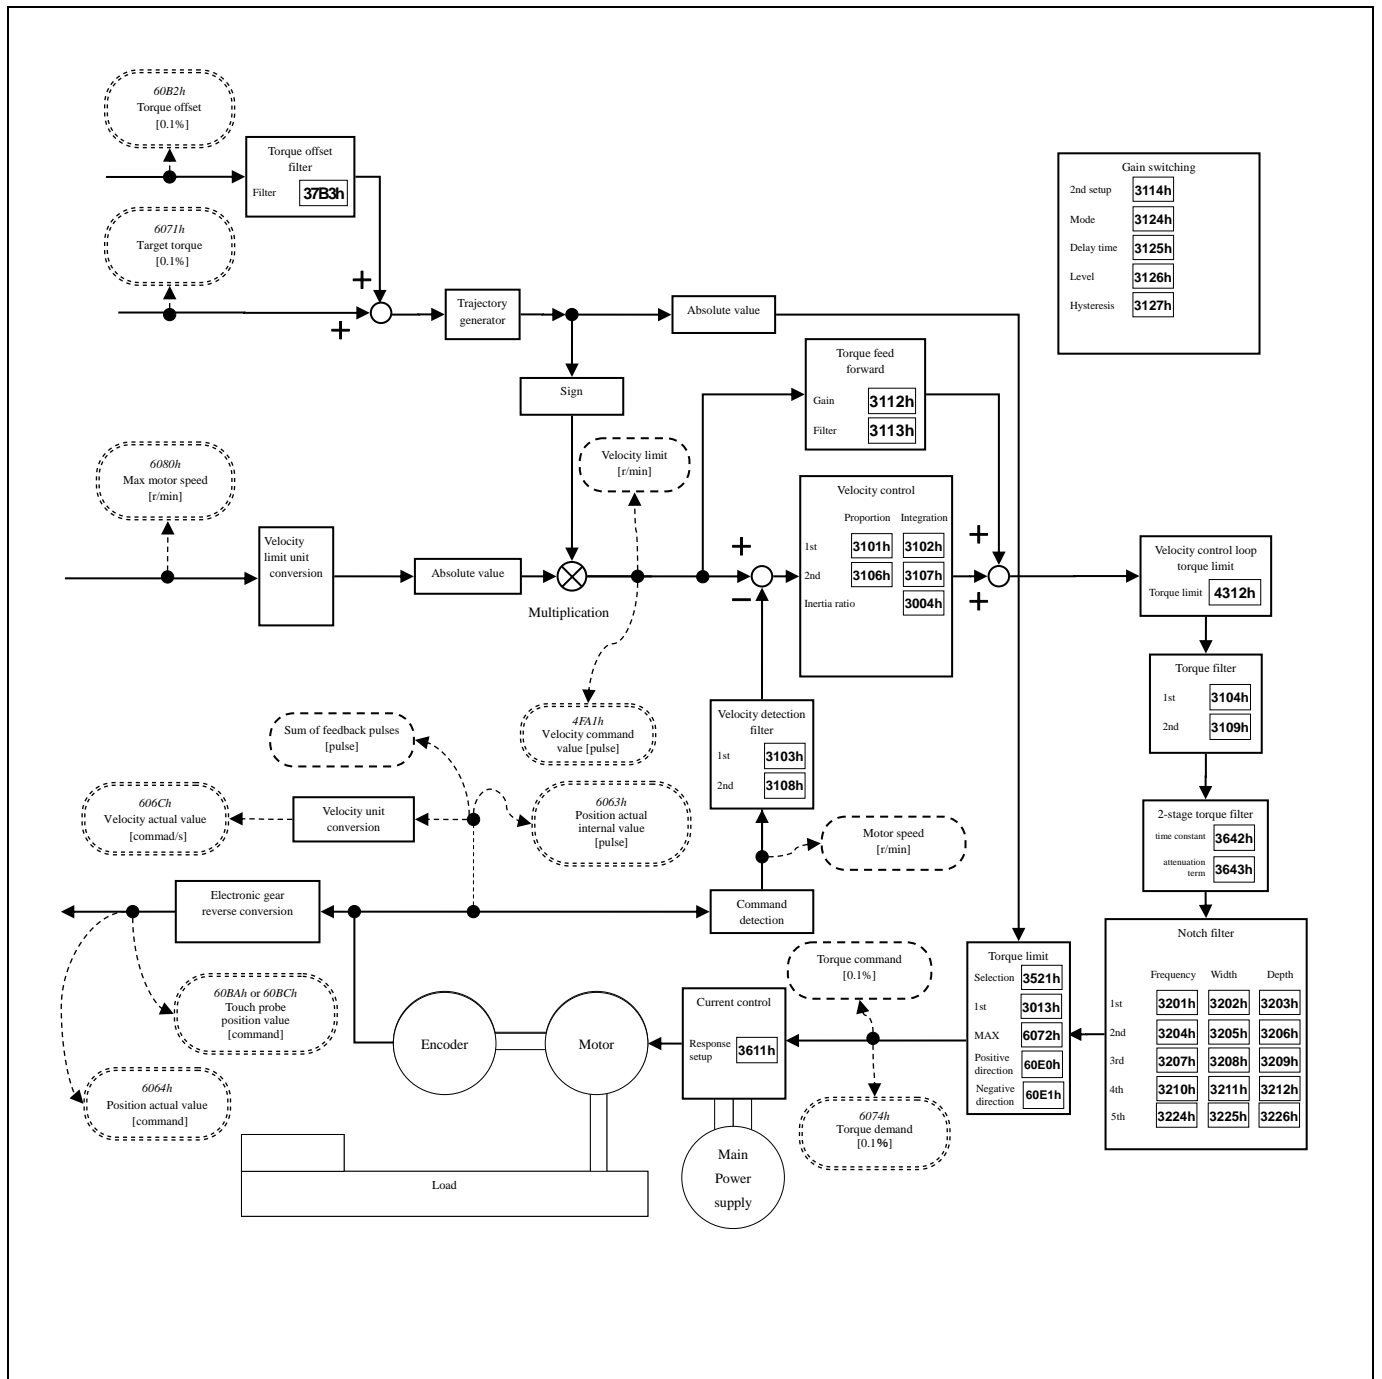 60B2h
Torque offset
[0.1%]
Torque offset
filter
Filter 37B3h
6071h
Target torque
[0.1%]
+
+
Trajectory
generator
Absolute value
Gain switching
2nd setup 3114h
Mode 3124h
Delay time 3125h
Level 3126h
Hysteresis 3127h
Sign
Torque feed
forward
Gain 3112h
Filter 3113h
6080h
Max motor speed
[r/min]
Velocity limit
[r/min]
Velocity
limit unit
conversion
Absolute value
Multiplication
+
−
Velocity control
Proportion Integration
1st 3101h 3102h
2nd 3106h 3107h
Inertia ratio 3004h
+
+
Velocity control loop
torque limit
Torque limit 4312h
Torque filter
1st 3104h
2nd 3109h
4FA1h
Velocity command
value [pulse]
Velocity detection
filter
1st 3103h
2nd 3108h
Sum of feedback pulses
[pulse]
606Ch
Velocity actual value
[commad/s]
Velocity unit
conversion
6063h
Position actual
internal value
[pulse]
Motor speed
[r/min]
2-stage torque filter
time constant 3642h
attenuation
term 3643h
Electronic gear
reverse conversion
Command
detection
Notch filter
Frequency Width Depth
1st 3201h 3202h 3203h
2nd 3204h 3205h 3206h
3rd 3207h 3208h 3209h
4th 3210h 3211h 3212h
5th 3224h 3225h 3226h
Torque limit
Selection 3521h
1st 3013h
MAX 6072h
Positive
direction 60E0h
Negative
direction 60E1h
Torque command
[0.1%]
60BAh or 60BCh
Touch probe
position value
[command]
Encoder
Motor
Current control
Response
setup 3611h
6064h
Position actual value
[command]
6074h
Torque demand
[0.1%]
Main
Power
supply
Load